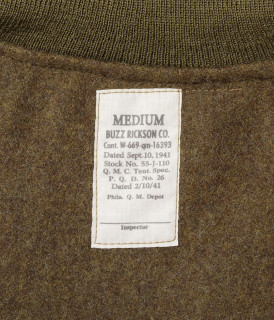 MEDIUM
BUZZ RICKSON CO.
Cont. W-669-qm-16393
Dated Sept. 10, 1941
Stock No. 55-J-110
Q. M. C. Tent. Spec.
P. Q. D. No. 26
Dated 2/10/41
Phila. Q. M. Depot
Inspector